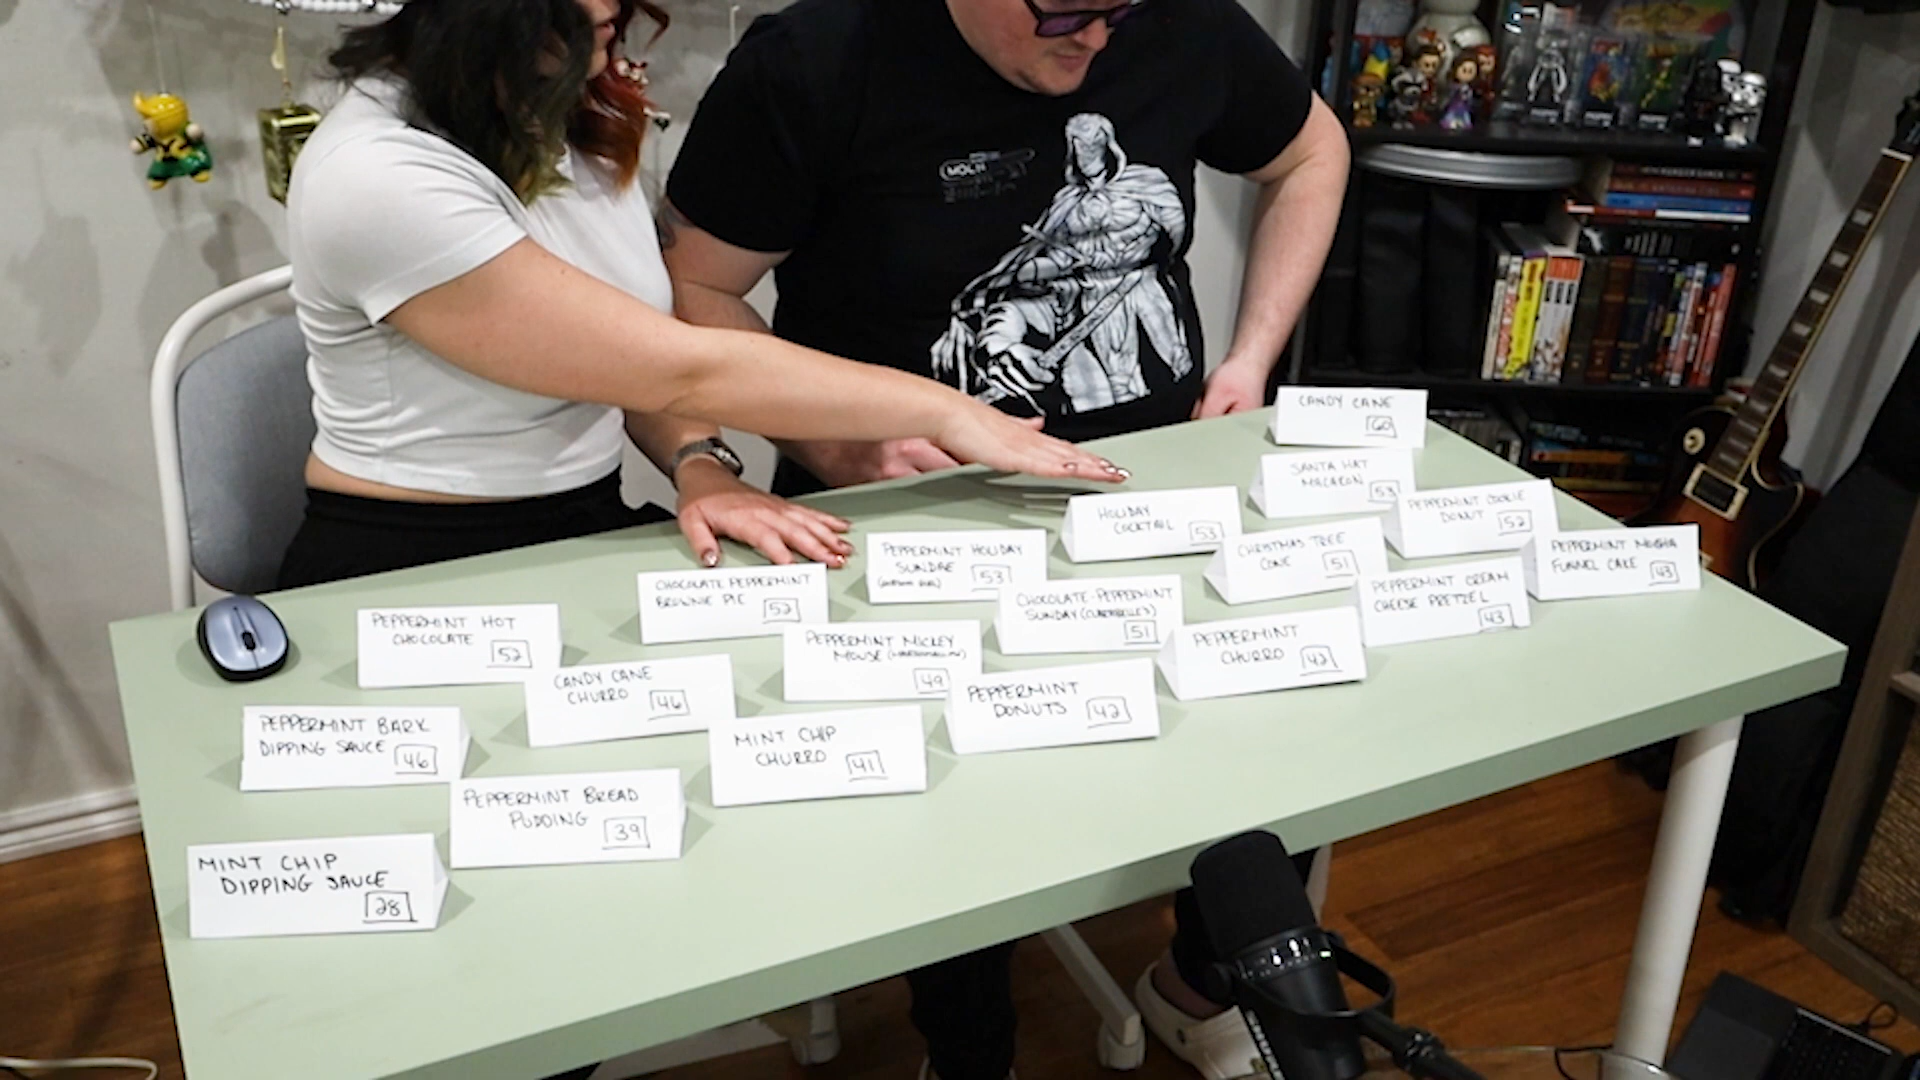 CANDY CANE
60
SANTA HAT
MACARON
53
PEPPERMINT COOKIE
DONUT
52
HOLIDAY
COCKTAIL
53
CHRISTMAS TREE
CONE
51
PEPPERMINT MOCHA
FUNNEL CAKE
43
PEPPERMINT HOLIDAY
SUNDAE
53
PEPPERMINT CREAM
CHEESE PRETZEL
43
CHOCOLATE PEPPERMINT
BROWNIE PIE
52
CHOCOLATE-PEPPERMINT
SUNDAY (CLARABELLE'S)
51
PEPPERMINT HOT
CHOCOLATE
52
PEPPERMINT MICKEY
MOUSE (MARSHMALLOW)
49
PEPPERMINT
CHURRO
42
CANDY CANE
CHURRO
46
PEPPERMINT
DONUTS
42
PEPPERMINT BARK
DIPPING SAUCE
46
MINT CHIP
CHURRO
41
PEPPERMINT BREAD
PUDDING
39
MINT CHIP
DIPPING SAUCE
28